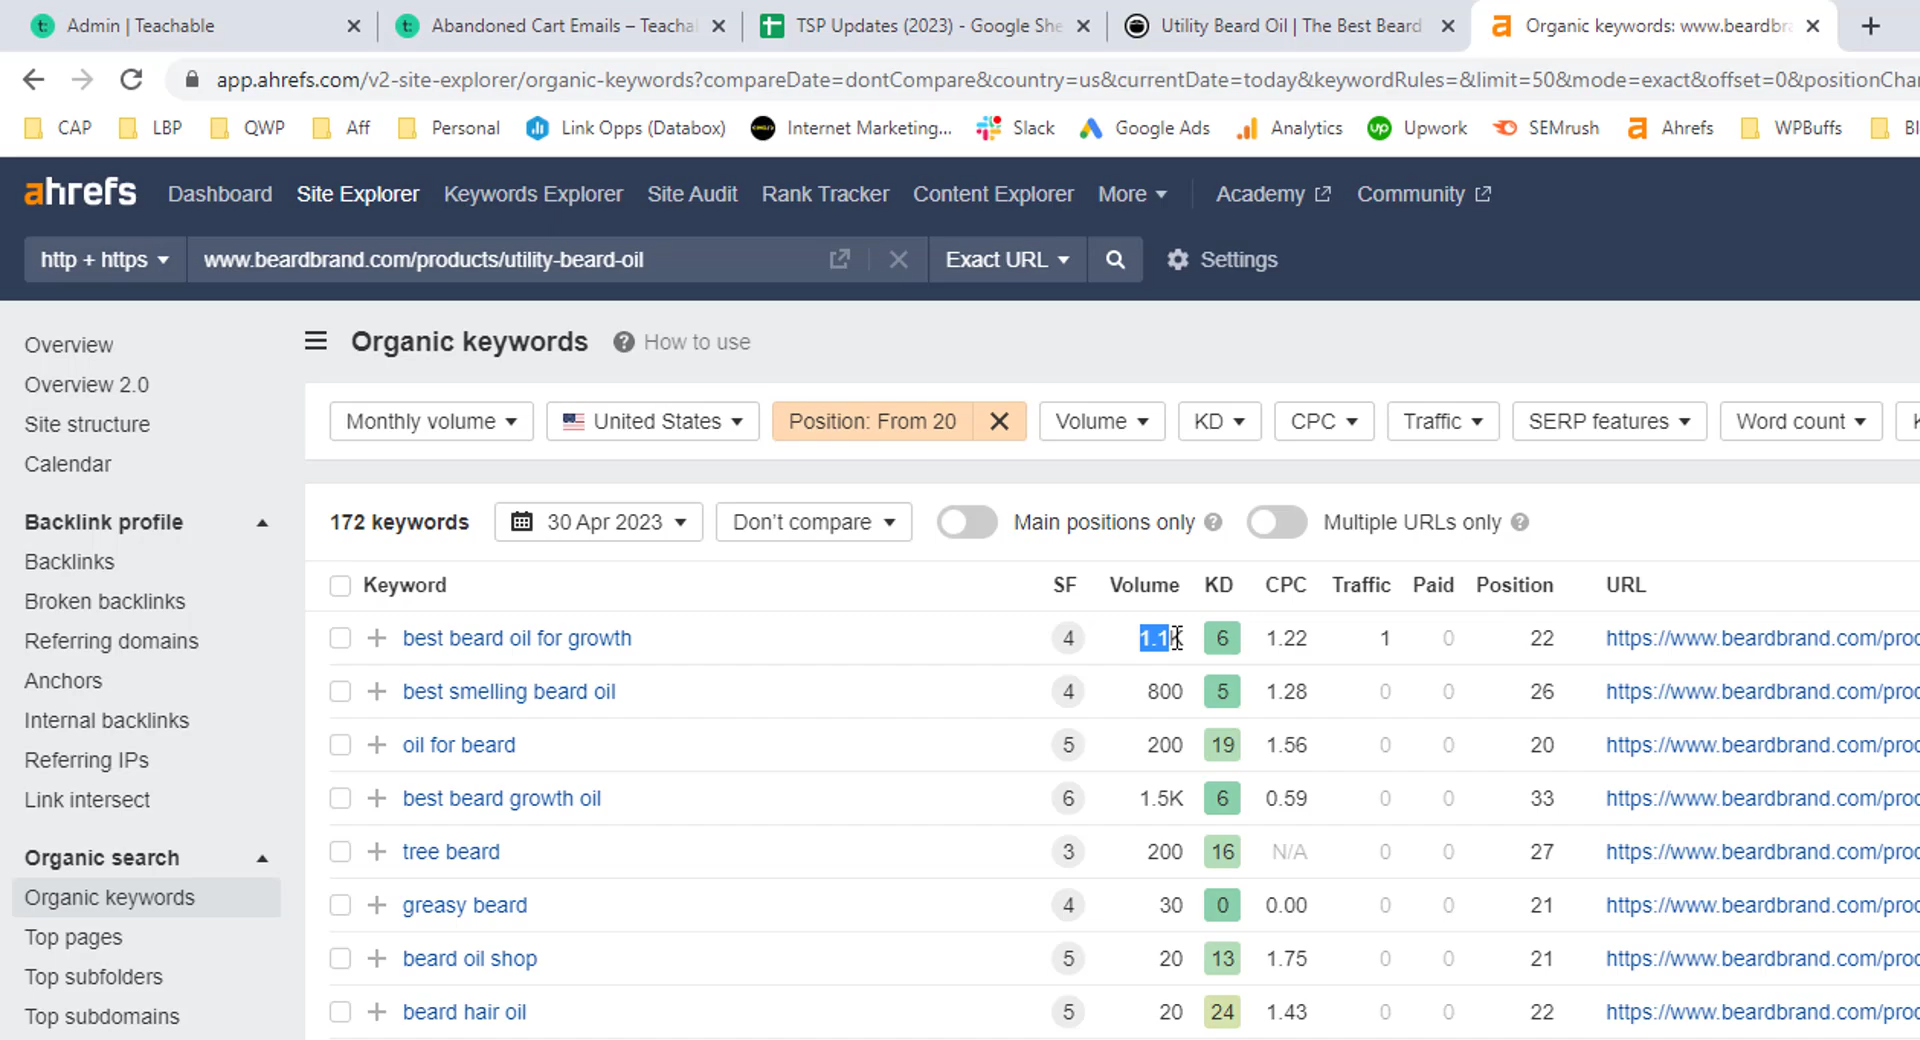 Admin | Teachable
Abandoned Cart Emails – Teacha
TSP Updates (2023) - Google She
Utility Beard Oil | The Best Beard
Organic keywords: www.beardbra
app.ahrefs.com/v2-site-explorer/organic-keywords?compareDate=dontCompare&country=us&currentDate=today&keywordRules=&limit=50&mode=exact&offset=0&positionCha
CAP LBP QWP Aff Personal Link Opps (Databox) Internet Marketing... Slack Google Ads Analytics Upwork SEMrush Ahrefs WPBuffs
ahrefs Dashboard Site Explorer Keywords Explorer Site Audit Rank Tracker Content Explorer More Academy Community
http + https www.beardbrand.com/products/utility-beard-oil Exact URL Settings
Overview
Overview 2.0
Site structure
Calendar
Backlink profile
Backlinks
Broken backlinks
Referring domains
Anchors
Internal backlinks
Referring IPs
Link intersect
Organic search
Organic keywords
Top pages
Top subfolders
Top subdomains
Organic keywords How to use
Monthly volume United States Position: From 20 Volume KD CPC Traffic SERP features Word count
172 keywords 30 Apr 2023 Don't compare Main positions only Multiple URLs only
Keyword SF Volume KD CPC Traffic Paid Position URL
best beard oil for growth 4 1.1K 6 1.22 1 0 22 https://www.beardbrand.com/proc
best smelling beard oil 4 800 5 1.28 0 0 26 https://www.beardbrand.com/proc
oil for beard 5 200 19 1.56 0 0 20 https://www.beardbrand.com/proc
best beard growth oil 6 1.5K 6 0.59 0 0 33 https://www.beardbrand.com/proc
tree beard 3 200 16 N/A 0 0 27 https://www.beardbrand.com/proc
greasy beard 4 30 0 0.00 0 0 21 https://www.beardbrand.com/proc
beard oil shop 5 20 13 1.75 0 0 21 https://www.beardbrand.com/proc
beard hair oil 5 20 24 1.43 0 0 22 https://www.beardbrand.com/proc